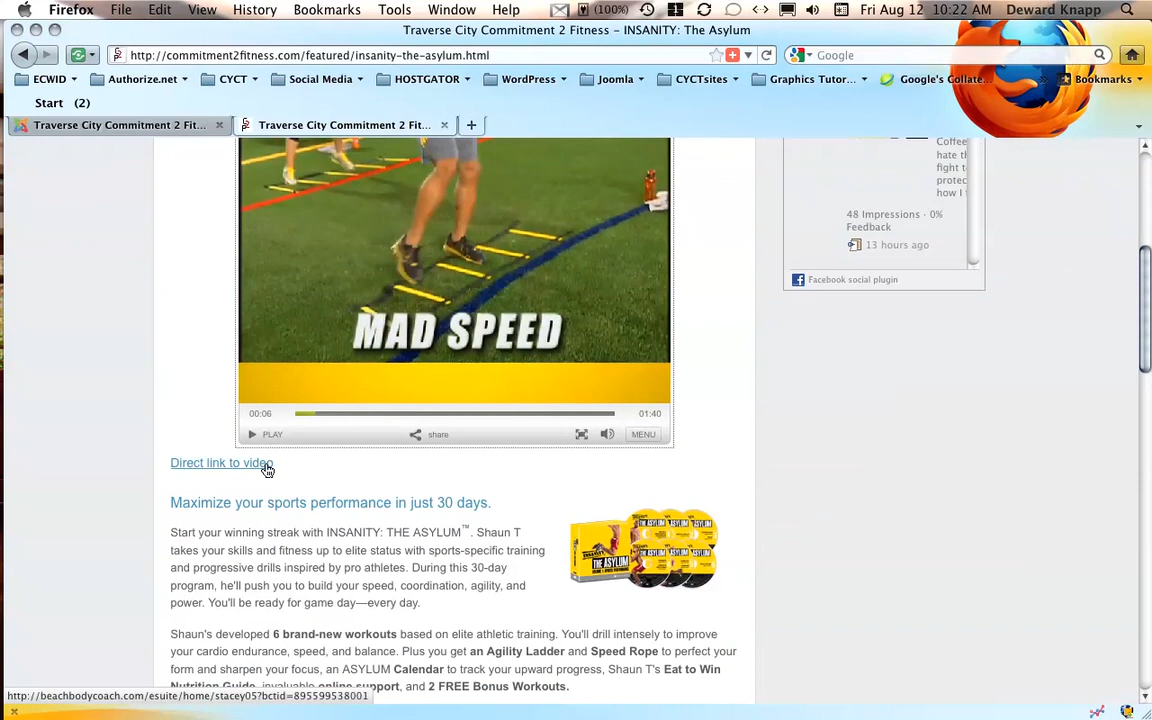 Firefox File Edit View History Bookmarks Tools Window Help (100%) Fri Aug 12 10:22 AM Deward Knapp
Traverse City Commitment 2 Fitness – INSANITY: The Asylum
http://commitment2fitness.com/featured/insanity-the-asylum.html Google
ECWID Authorize.net CYCT Social Media HOSTGATOR WordPress Joomla CYCTsites Graphics Tutor... Google's Collate... Bookmarks
Start (2)
Traverse City Commitment 2 Fit... Traverse City Commitment 2 Fit...
Coffee
hate th
fight t
protec
how I
48 Impressions · 0%
Feedback
13 hours ago
Facebook social plugin
MAD SPEED
00:06 01:40
PLAY share MENU
Direct link to video
Maximize your sports performance in just 30 days.
Start your winning streak with INSANITY: THE ASYLUM™. Shaun T
takes your skills and fitness up to elite status with sports-specific training
and progressive drills inspired by pro athletes. During this 30-day
program, he'll push you to build your speed, coordination, agility, and
power. You'll be ready for game day—every day.
INSANITY
THE ASYLUM
Shaun's developed 6 brand-new workouts based on elite athletic training. You'll drill intensely to improve
your cardio endurance, speed, and balance. Plus you get an Agility Ladder and Speed Rope to perfect your
form and sharpen your focus, an ASYLUM Calendar to track your upward progress, Shaun T's Eat to Win
Nutrition Guide, invaluable online support, and 2 FREE Bonus Workouts.
http://beachbodycoach.com/esuite/home/stacey05?bctid=895599538001